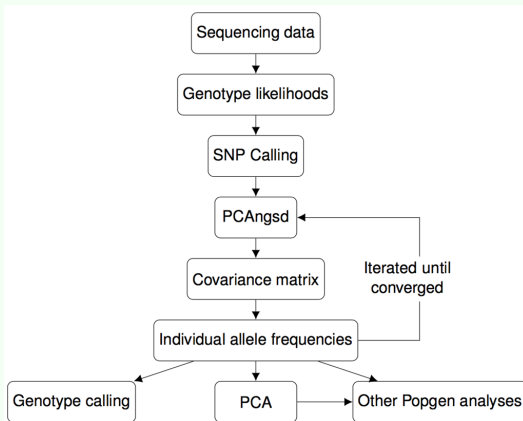 Sequencing data
Genotype likelihoods
SNP Calling
PCAngsd
Iterated until
converged
Covariance matrix
Individual allele frequencies
Genotype calling
PCA
Other Popgen analyses